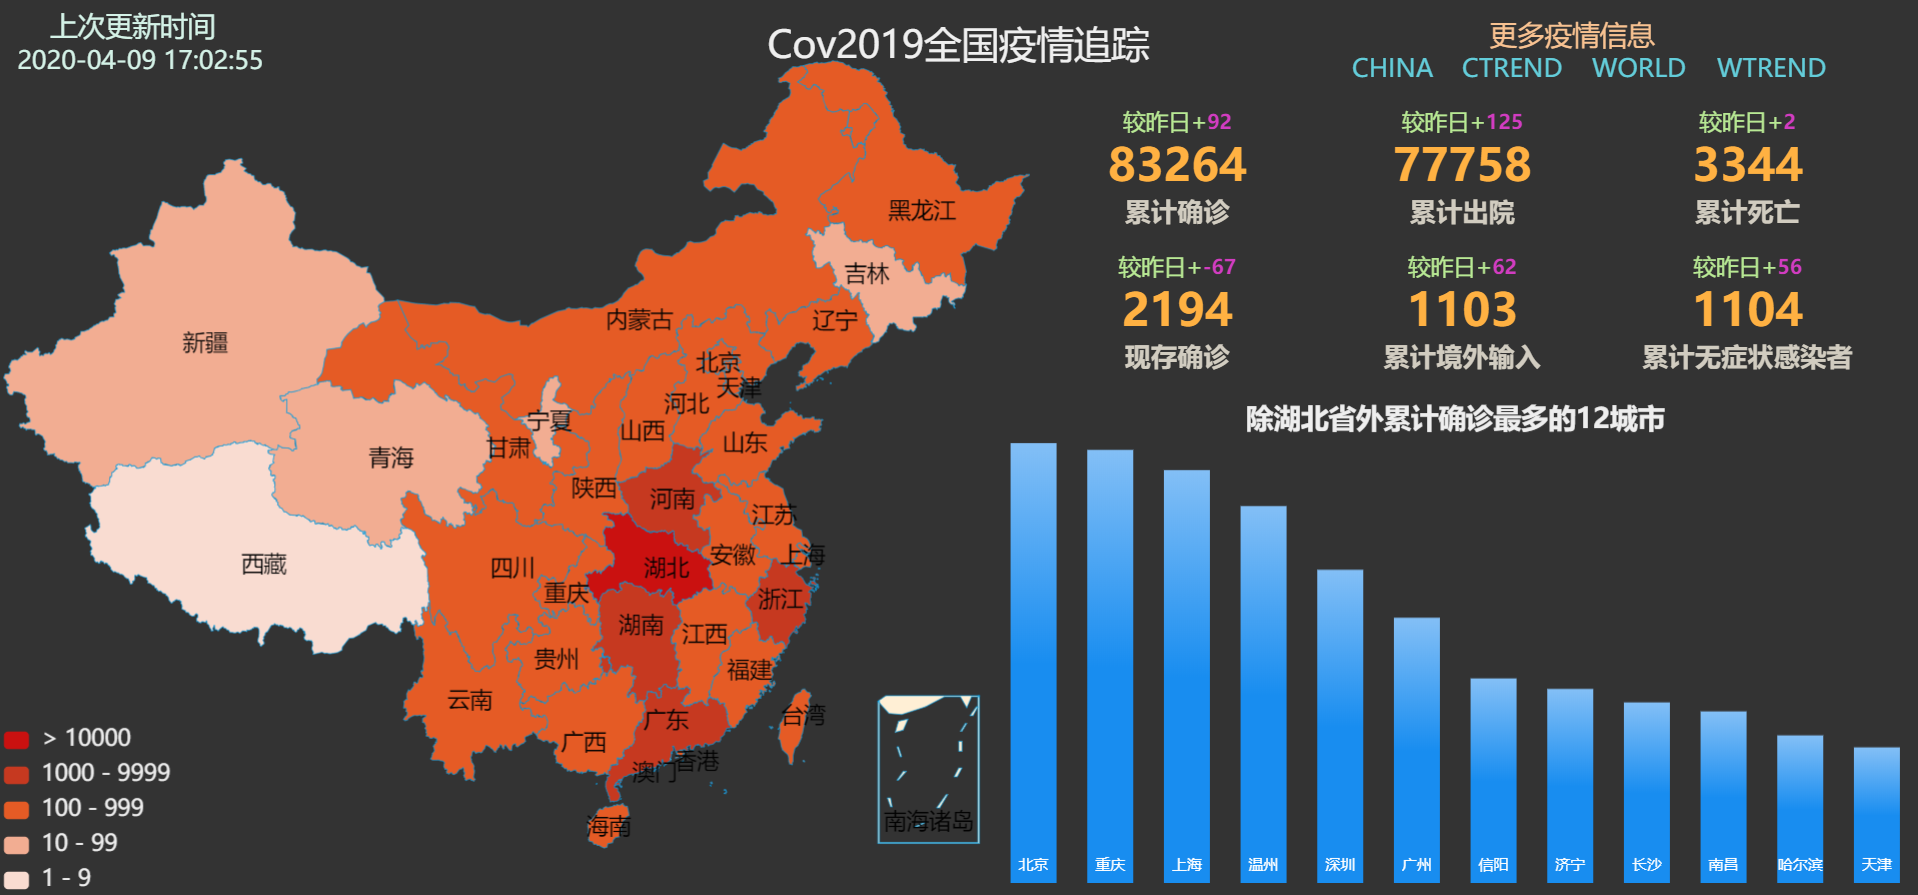 上次更新时间
2020-04-09 17:02:55
Cov2019全国疫情追踪
更多疫情信息
CHINA CTREND WORLD WTREND
较昨日+92
83264
累计确诊
较昨日+125
77758
累计出院
较昨日+2
3344
累计死亡
较昨日+-67
2194
现存确诊
较昨日+62
1103
累计境外输入
较昨日+56
1104
累计无症状感染者
黑龙江
吉林
辽宁
内蒙古
新疆
北京
天津
河北
宁夏
山西
山东
甘肃
青海
陕西
河南
江苏
安徽
上海
西藏
四川
湖北
重庆
浙江
湖南
江西
贵州
福建
云南
广东
台湾
广西
香港
澳门
海南
南海诸岛
> 10000
1000 - 9999
100 - 999
10 - 99
1 - 9
除湖北省外累计确诊最多的12城市
北京 重庆 上海 温州 深圳 广州 信阳 济宁 长沙 南昌 哈尔滨 天津